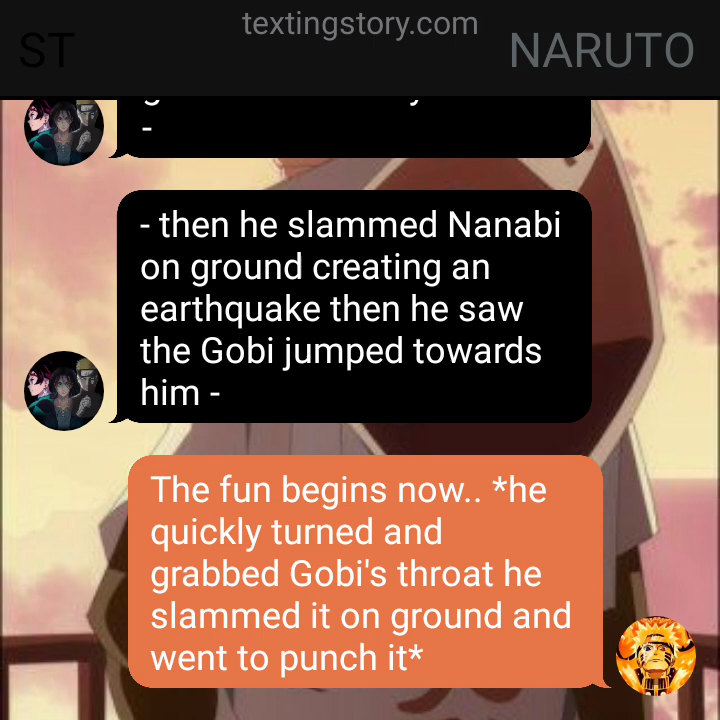 textingstory.com
ST
NARUTO
-
- then he slammed Nanabi
on ground creating an
earthquake then he saw
the Gobi jumped towards
him -
The fun begins now.. *he
quickly turned and
grabbed Gobi's throat he
slammed it on ground and
went to punch it*